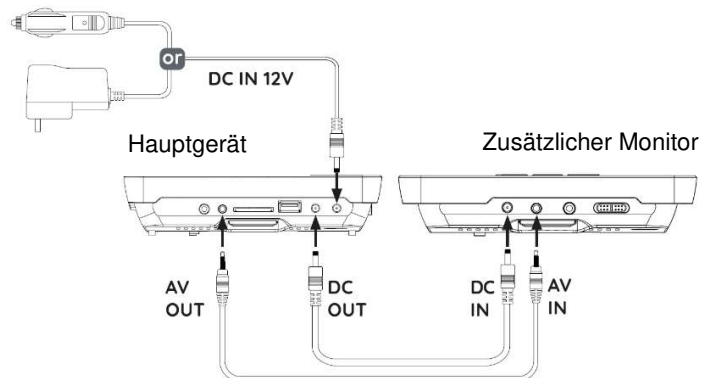 or
DC IN 12V
Hauptgerät
Zusätzlicher Monitor
AV
OUT
DC
OUT
DC
IN
AV
IN